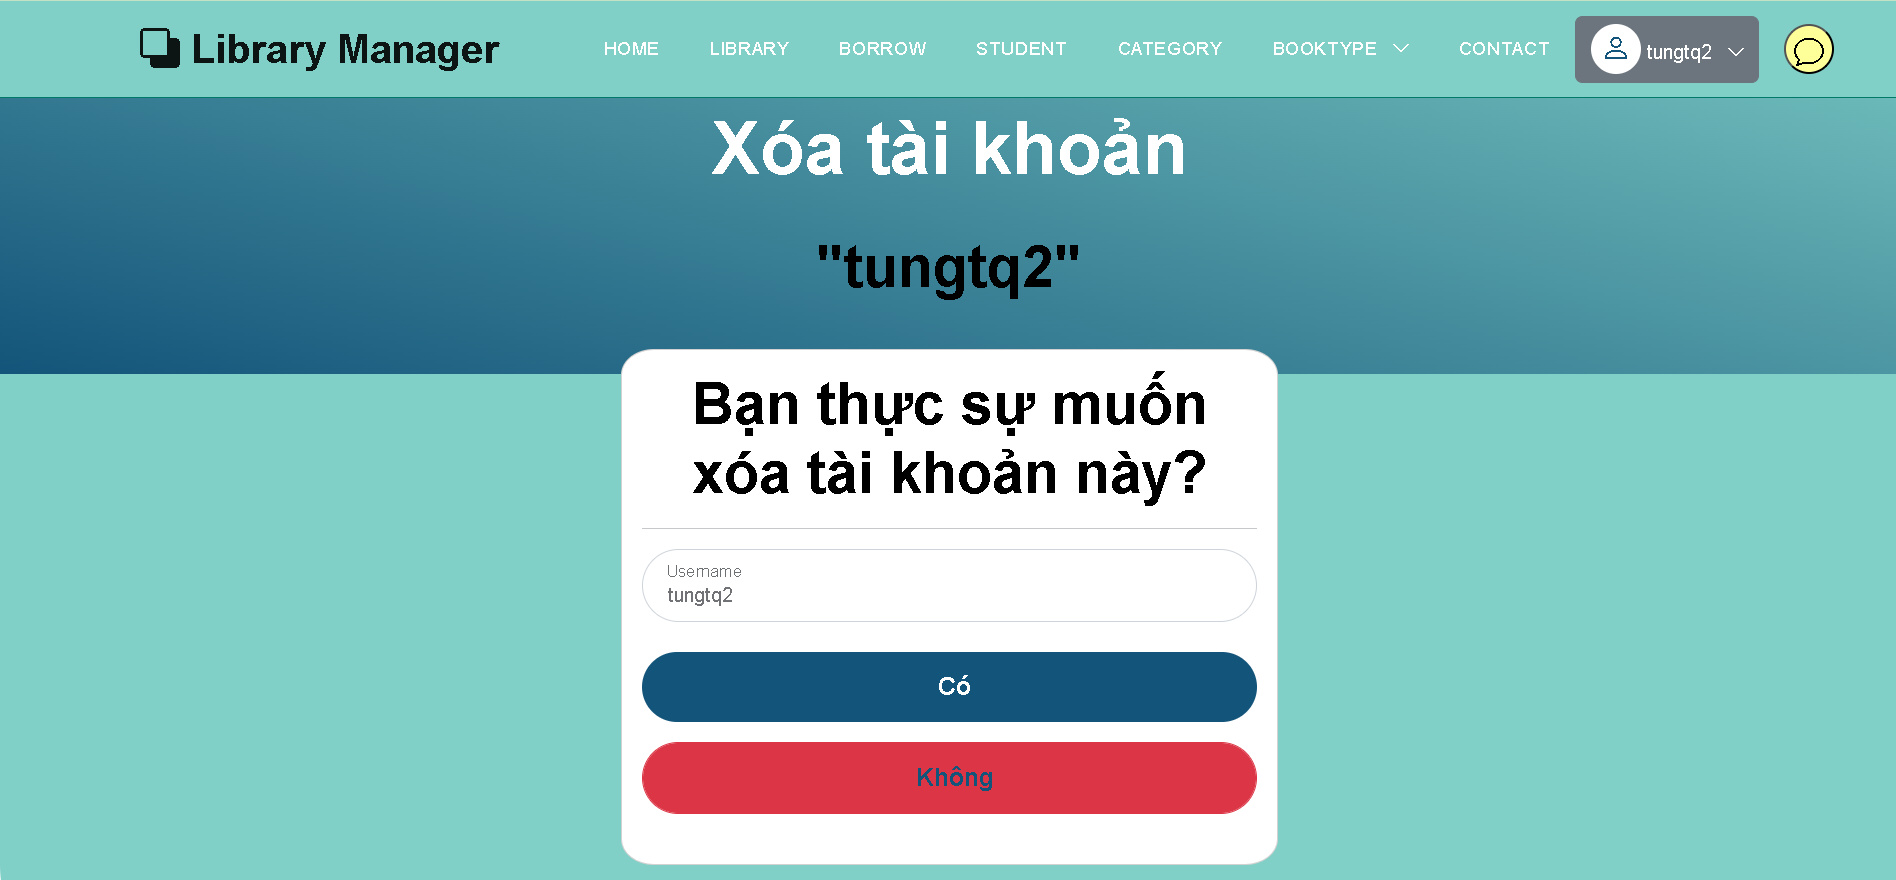 Library Manager
HOME
LIBRARY
BORROW
STUDENT
CATEGORY
BOOKTYPE
CONTACT
tungtq2
Xóa tài khoản
"tungtq2"
Bạn thực sự muốn
xóa tài khoản này?
Username
tungtq2
Có
Không